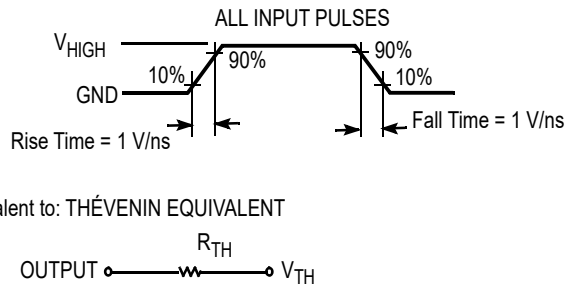 ALL INPUT PULSES
VHIGH
90%
90%
10%
10%
GND
Rise Time = 1 V/ns
Fall Time = 1 V/ns
alent to: THÉVENIN EQUIVALENT
RTH
OUTPUT
VTH